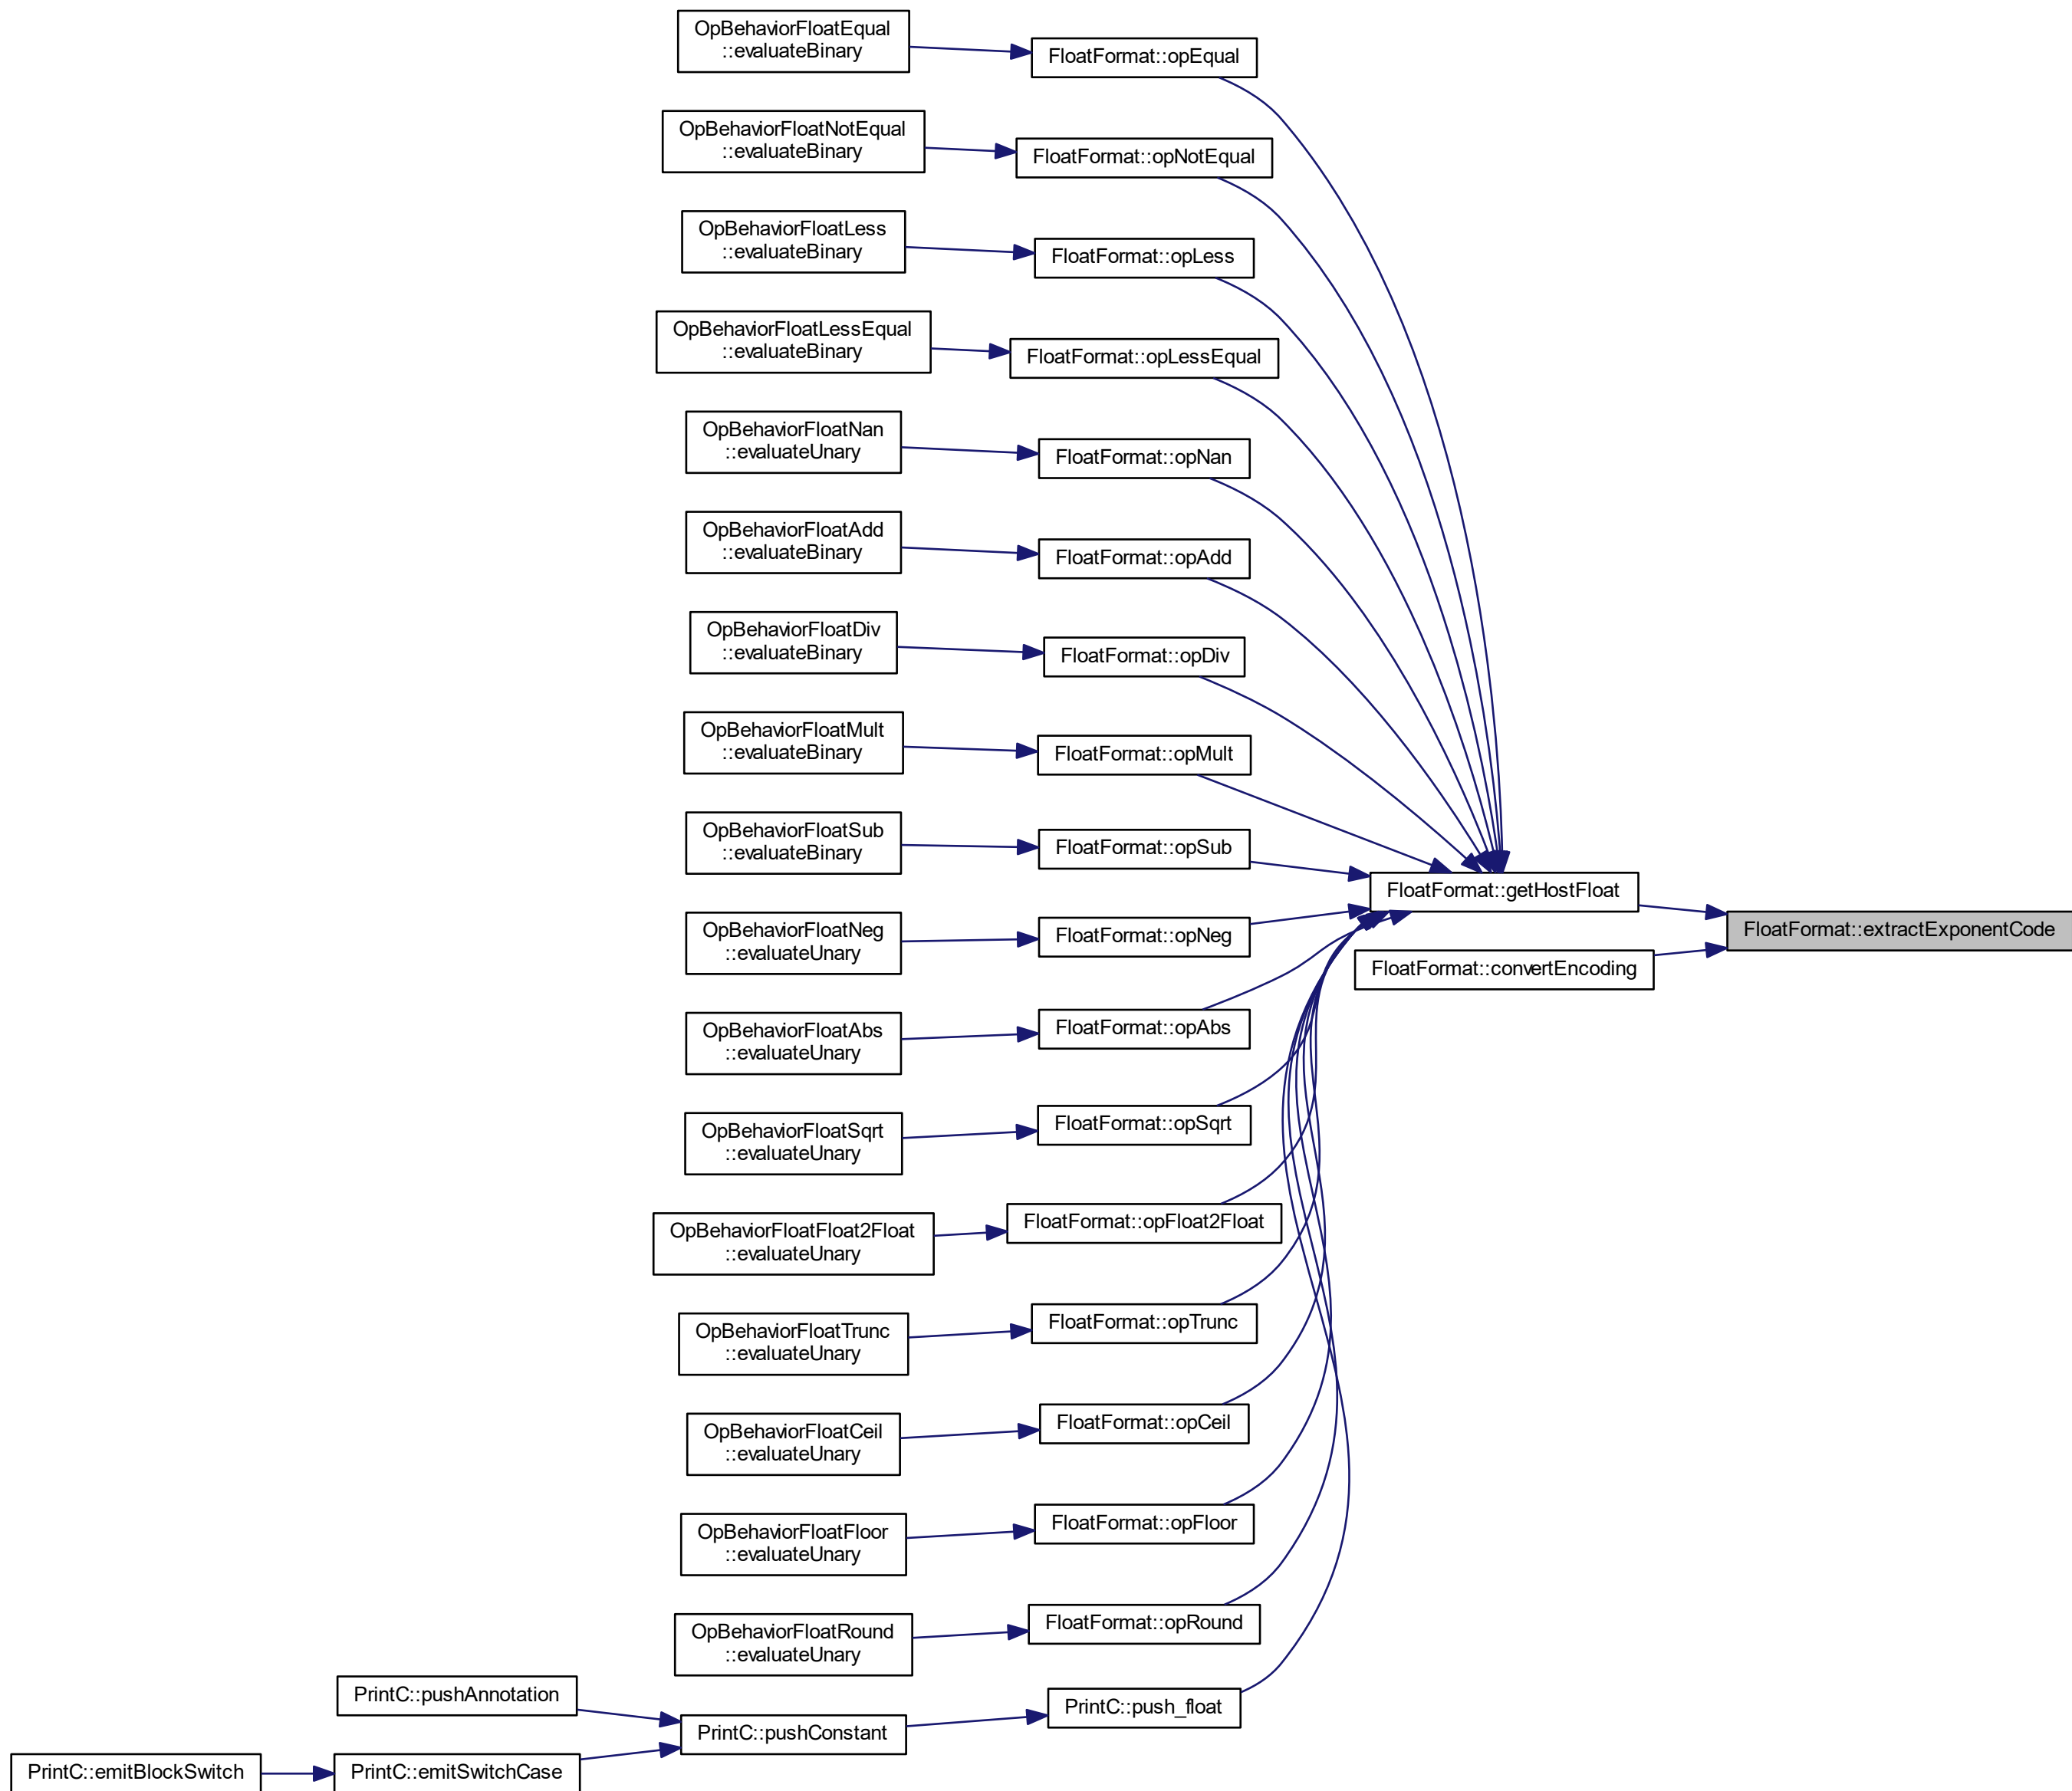 OpBehaviorFloatEqual
::evaluateBinary
FloatFormat::opEqual
OpBehaviorFloatNotEqual
::evaluateBinary
FloatFormat::opNotEqual
OpBehaviorFloatLess
::evaluateBinary
FloatFormat::opLess
OpBehaviorFloatLessEqual
::evaluateBinary
FloatFormat::opLessEqual
OpBehaviorFloatNan
::evaluateUnary
FloatFormat::opNan
OpBehaviorFloatAdd
::evaluateBinary
FloatFormat::opAdd
OpBehaviorFloatDiv
::evaluateBinary
FloatFormat::opDiv
OpBehaviorFloatMult
::evaluateBinary
FloatFormat::opMult
OpBehaviorFloatSub
::evaluateBinary
FloatFormat::opSub
FloatFormat::getHostFloat
FloatFormat::extractExponentCode
OpBehaviorFloatNeg
::evaluateUnary
FloatFormat::opNeg
FloatFormat::convertEncoding
OpBehaviorFloatAbs
::evaluateUnary
FloatFormat::opAbs
OpBehaviorFloatSqrt
::evaluateUnary
FloatFormat::opSqrt
OpBehaviorFloatFloat2Float
::evaluateUnary
FloatFormat::opFloat2Float
OpBehaviorFloatTrunc
::evaluateUnary
FloatFormat::opTrunc
OpBehaviorFloatCeil
::evaluateUnary
FloatFormat::opCeil
OpBehaviorFloatFloor
::evaluateUnary
FloatFormat::opFloor
OpBehaviorFloatRound
::evaluateUnary
FloatFormat::opRound
PrintC::pushAnnotation
PrintC::pushConstant
PrintC::push_float
PrintC::emitBlockSwitch
PrintC::emitSwitchCase